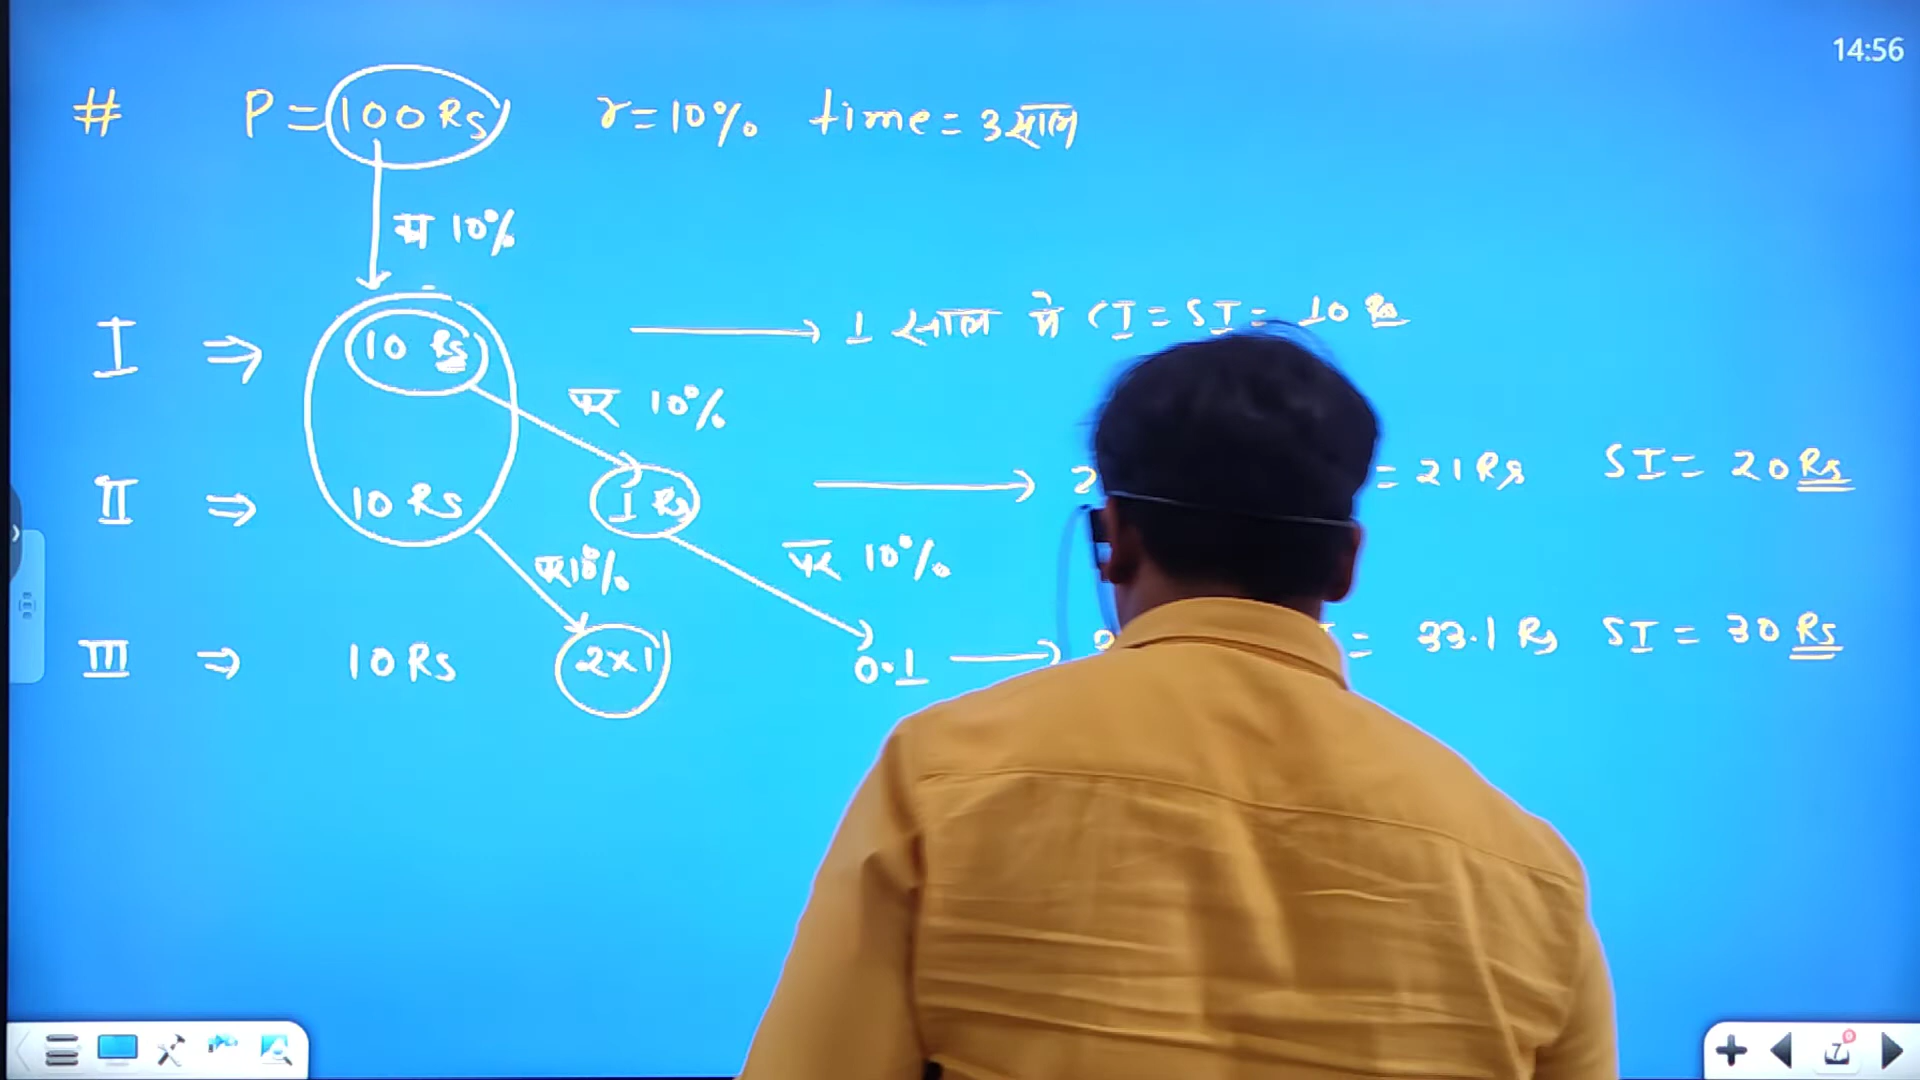 14:56
# P = 100 Rs r = 10% time = 3 साल
का 10%
I ⇒ 10 Rs → 1 साल में CI = SI = 10 Rs
पर 10%
II ⇒ 10 Rs 1 Rs → 2 = 21 Rs SI = 20 Rs
पर 10% पर 10%
III ⇒ 10 Rs 2×1 0.1 → = 33.1 Rs SI = 30 Rs
7